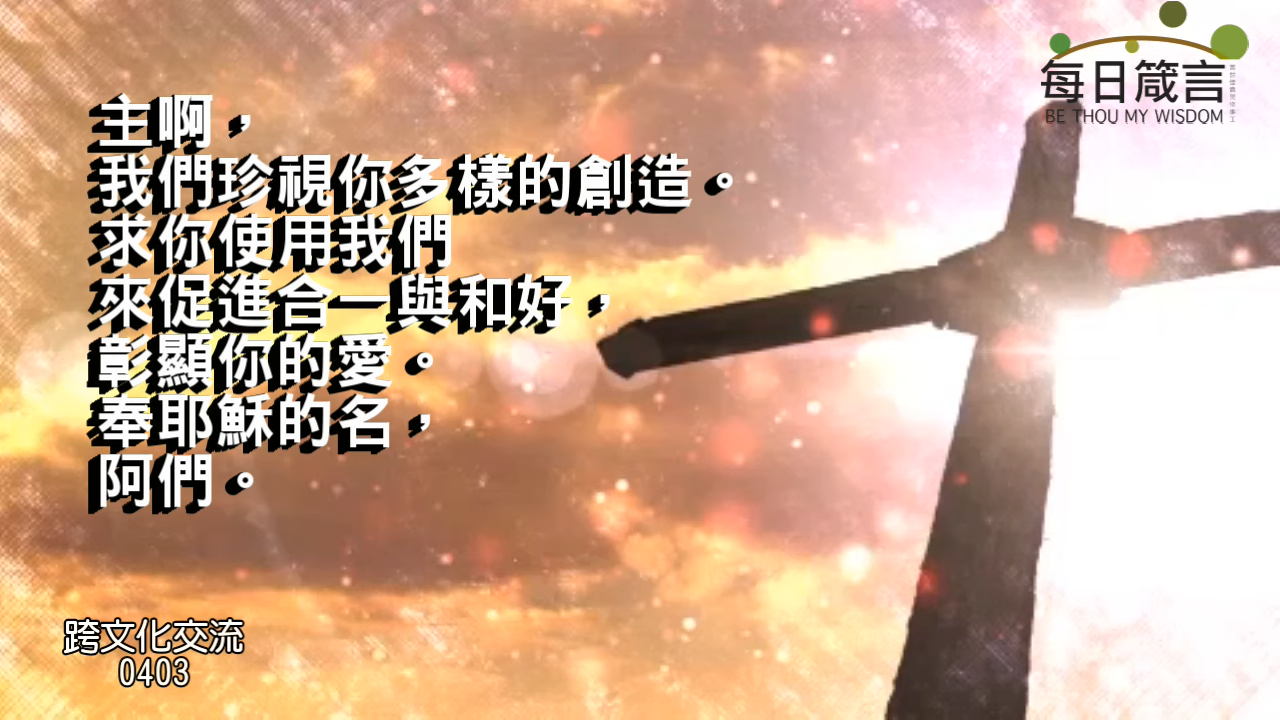 每日箴言
BE THOU MY WISDOM
主啊，
我們珍視你多樣的創造。
求你使用我們
來促進合一與和好，
彰顯你的愛。
奉耶穌的名，
阿們。
跨文化交流
0403